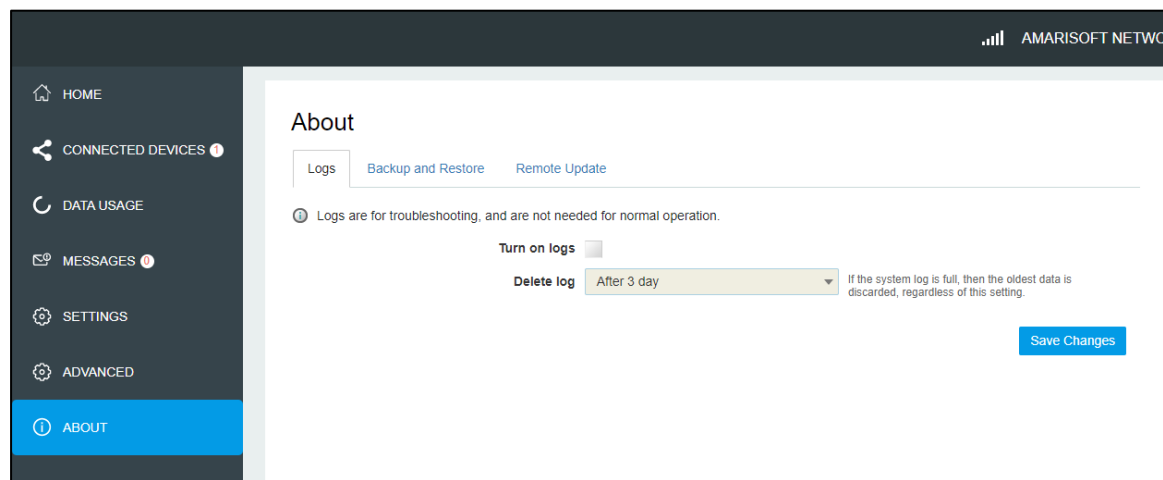 AMARISOFT NETWO
HOME
CONNECTED DEVICES 1
DATA USAGE
MESSAGES 0
SETTINGS
ADVANCED
ABOUT
About
Logs Backup and Restore Remote Update
Logs are for troubleshooting, and are not needed for normal operation.
Turn on logs
Delete log After 3 day
If the system log is full, then the oldest data is
discarded, regardless of this setting.
Save Changes